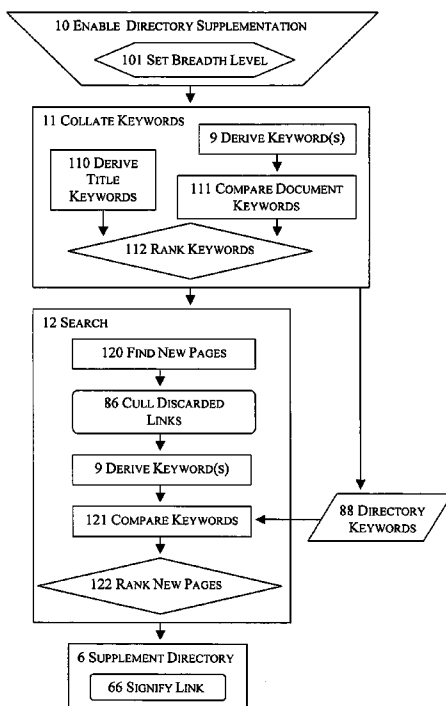 10 ENABLE DIRECTORY SUPPLEMENTATION
101 SET BREADTH LEVEL
11 COLLATE KEYWORDS
9 DERIVE KEYWORD(S)
110 DERIVE
TITLE
KEYWORDS
111 COMPARE DOCUMENT
KEYWORDS
112 RANK KEYWORDS
12 SEARCH
120 FIND NEW PAGES
86 CULL DISCARDED
LINKS
9 DERIVE KEYWORD(S)
121 COMPARE KEYWORDS
88 DIRECTORY
KEYWORDS
122 RANK NEW PAGES
6 SUPPLEMENT DIRECTORY
66 SIGNIFY LINK